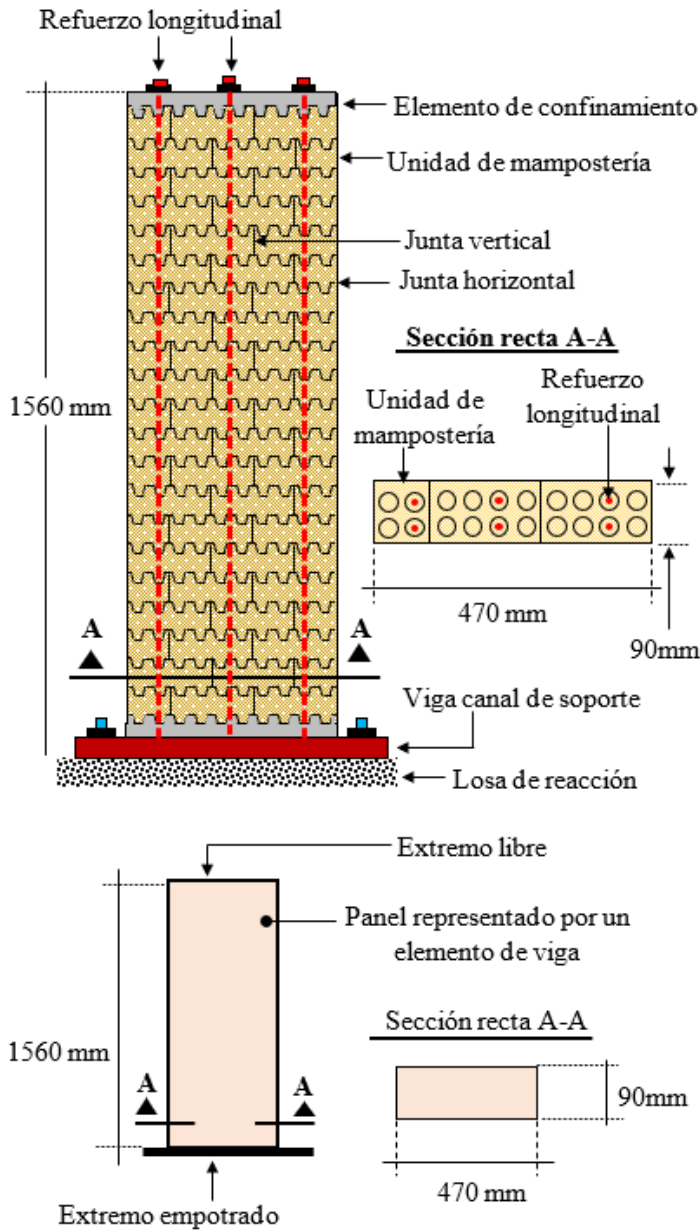 Refuerzo longitudinal
Elemento de confinamiento
Unidad de mampostería
Junta vertical
Junta horizontal
Sección recta A-A
1560 mm
Unidad de
mampostería
Refuerzo
longitudinal
470 mm
90mm
A
A
Viga canal de soporte
Losa de reacción
Extremo libre
Panel representado por un
elemento de viga
Sección recta A-A
1560 mm
A
A
90mm
470 mm
Extremo empotrado